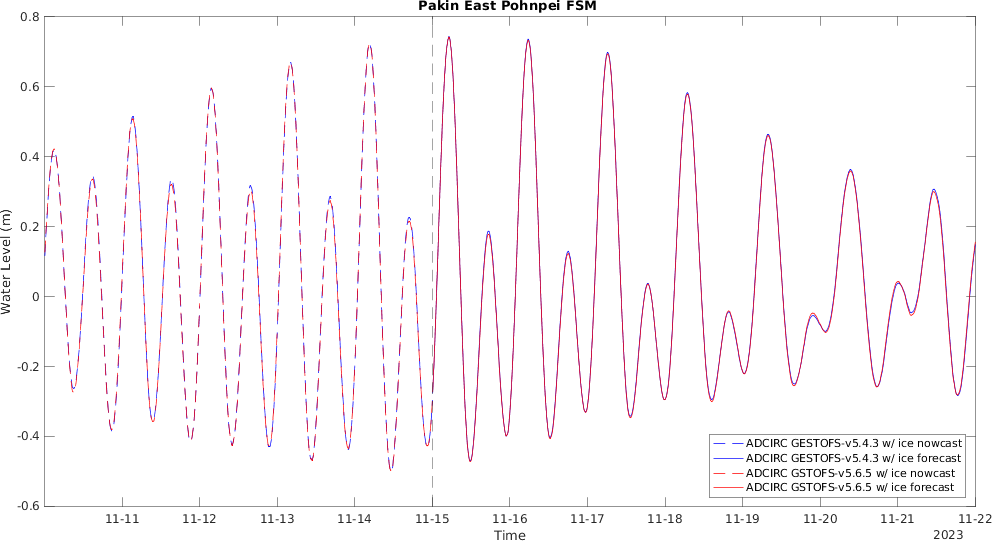 Pakin East Pohnpei FSM
Water Level (m)
0.8
0.6
0.4
0.2
0
-0.2
-0.4
-0.6
ADCIRC GESTOFS-v5.4.3 w/ ice nowcast
ADCIRC GESTOFS-v5.4.3 w/ ice forecast
ADCIRC GSTOFS-v5.6.5 w/ ice nowcast
ADCIRC GSTOFS-v5.6.5 w/ ice forecast
11-11 11-12 11-13 11-14 11-15 11-16 11-17 11-18 11-19 11-20 11-21 11-22
Time
2023